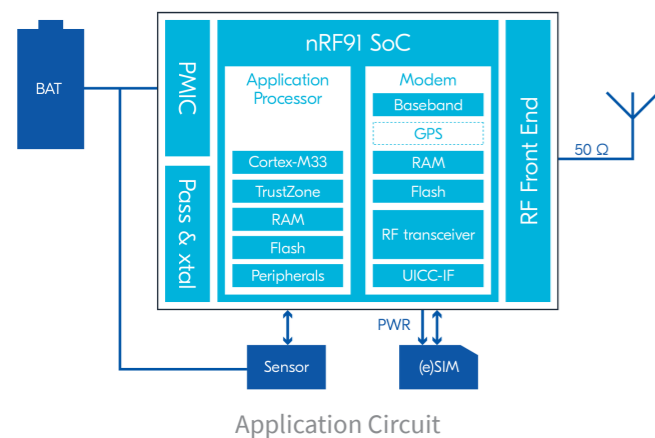 BAT
PMIC
Pass & xtal
nRF91 SoC
Application
Processor
Cortex-M33
TrustZone
RAM
Flash
Peripherals
Modem
Baseband
GPS
RAM
Flash
RF transceiver
UICC-IF
RF Front End
50 Ω
PWR
Sensor
(e)SIM
Application Circuit